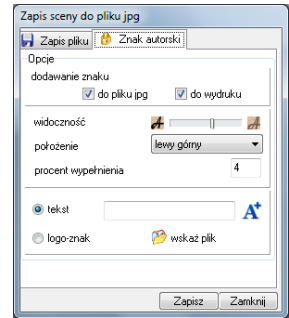 Zapis sceny do pliku jpg
Zapis pliku Znak autorski
Opcje
dodawanie znaku
do pliku jpg do wydruku
widoczność
położenie lewy górny
procent wypełnienia 4
tekst
logo-znak wskaż plik
Zapisz Zamknij